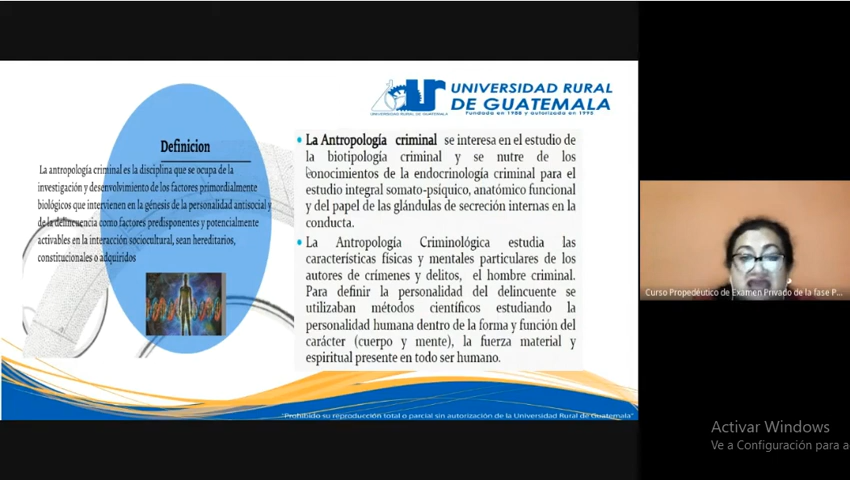 UNIVERSIDAD RURAL
DE GUATEMALA
Fundada en 1988 y autorizada en 1995
UNIVERSIDAD RURAL DE GUATEMALA
Definicion
La antropología criminal es la disciplina que se ocupa de la
investigación y desenvolvimiento de los factores primordialmente
biológicos que intervienen en la génesis de la personalidad antisocial y
de la delincuencia como factores predisponentes y potencialmente
activables en la interacción sociocultural, sean hereditarios,
constitucionales o adquiridos
La Antropología criminal se interesa en el estudio de
la biotipología criminal y se nutre de los
conocimientos de la endocrinología criminal para el
estudio integral somato-psíquico, anatómico funcional
y del papel de las glándulas de secreción internas en la
conducta.
La Antropología Criminológica estudia las
características físicas y mentales particulares de los
autores de crímenes y delitos, el hombre criminal.
Para definir la personalidad del delincuente se
utilizaban métodos científicos estudiando la
personalidad humana dentro de la forma y función del
carácter (cuerpo y mente), la fuerza material y
espiritual presente en todo ser humano.
"Prohibido su reproducción total o parcial sin autorización de la Universidad Rural de Guatemala"
Curso Propedéutico de Examen Privado de la fase P...
Activar Windows
Ve a Configuración para a